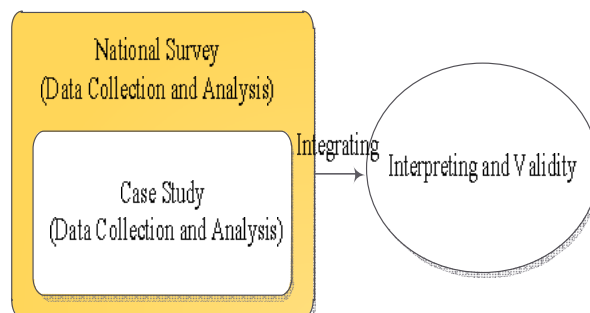 National Survey
(Data Collection and Analysis)
Integrating
Interpreting and Validity
Case Study
(Data Collection and Analysis)